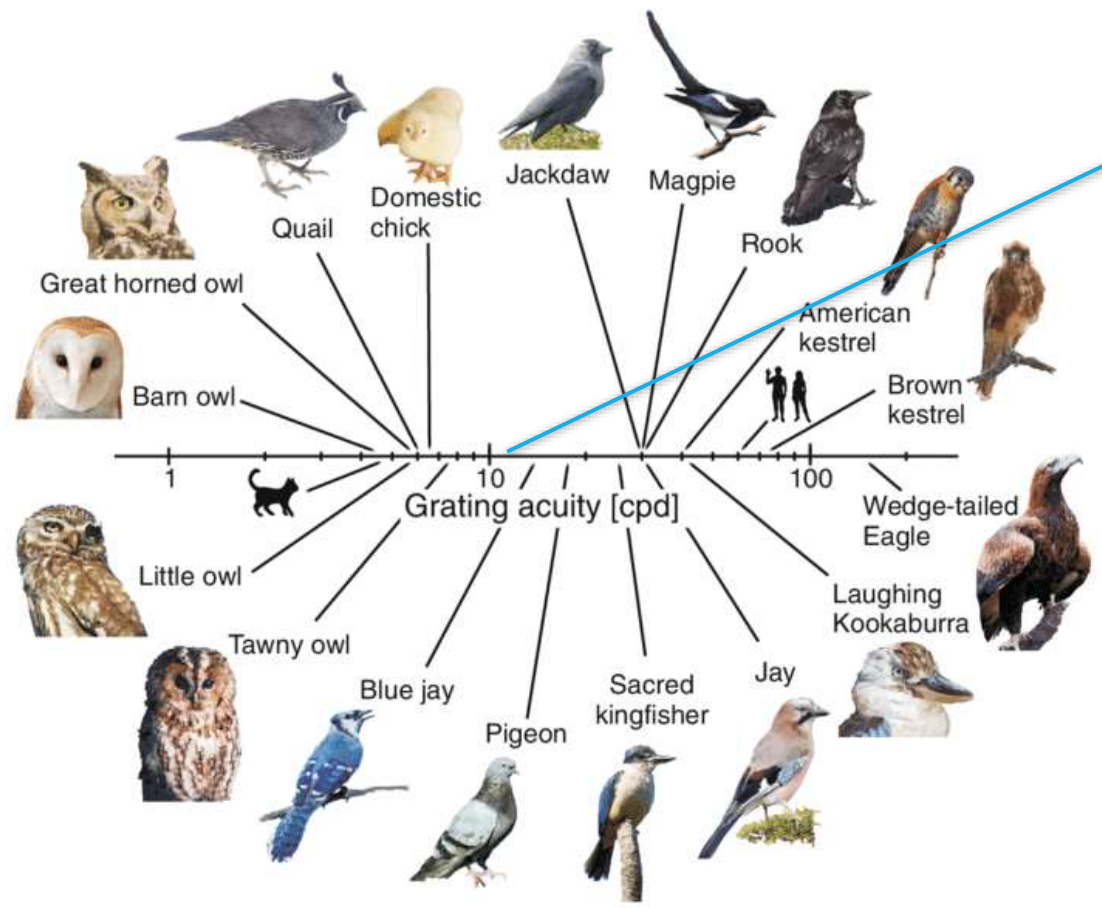 Jackdaw
Magpie
Domestic
chick
Quail
Rook
Great horned owl
American
kestrel
Barn owl
Brown
kestrel
1
10
100
Grating acuity [cpd]
Wedge-tailed
Eagle
Little owl
Laughing
Kookaburra
Tawny owl
Blue jay
Sacred
kingfisher
Jay
Pigeon